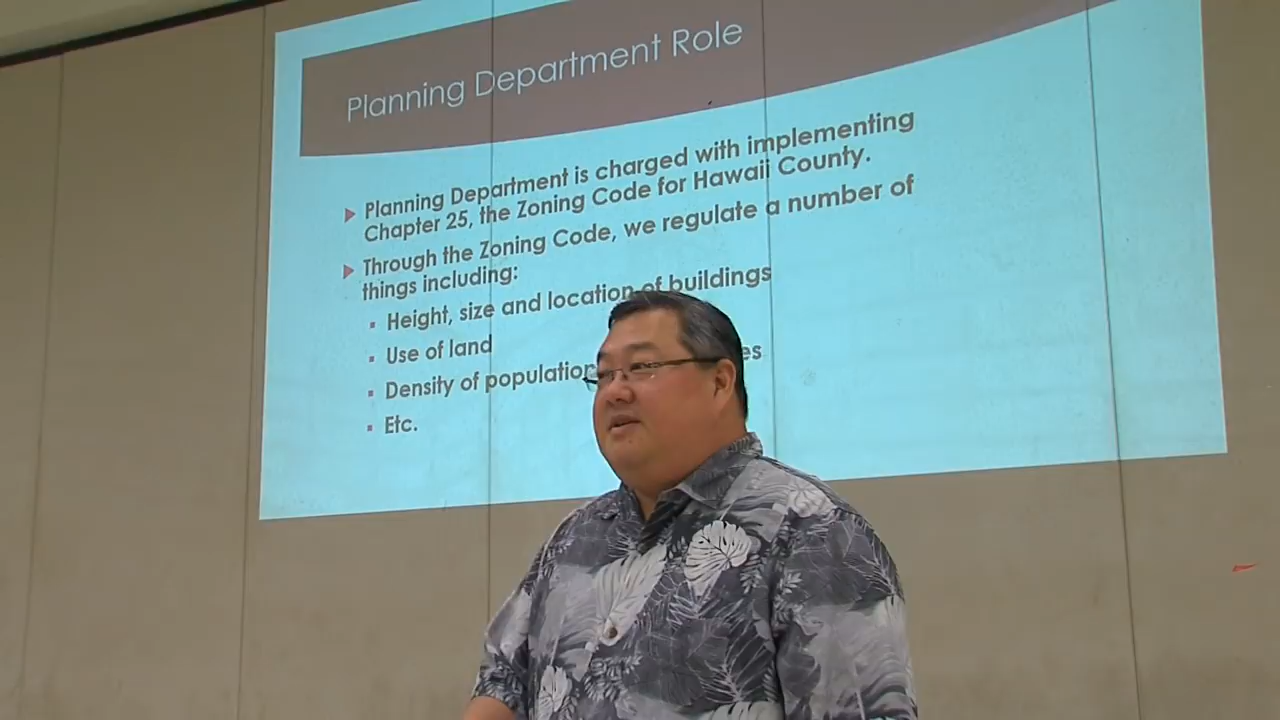 Planning Department Role
Planning Department is charged with implementing
Chapter 25, the Zoning Code for Hawaii County.
Through the Zoning Code, we regulate a number of
things including:
Height, size and location of buildings
Use of land
Density of population
Etc.